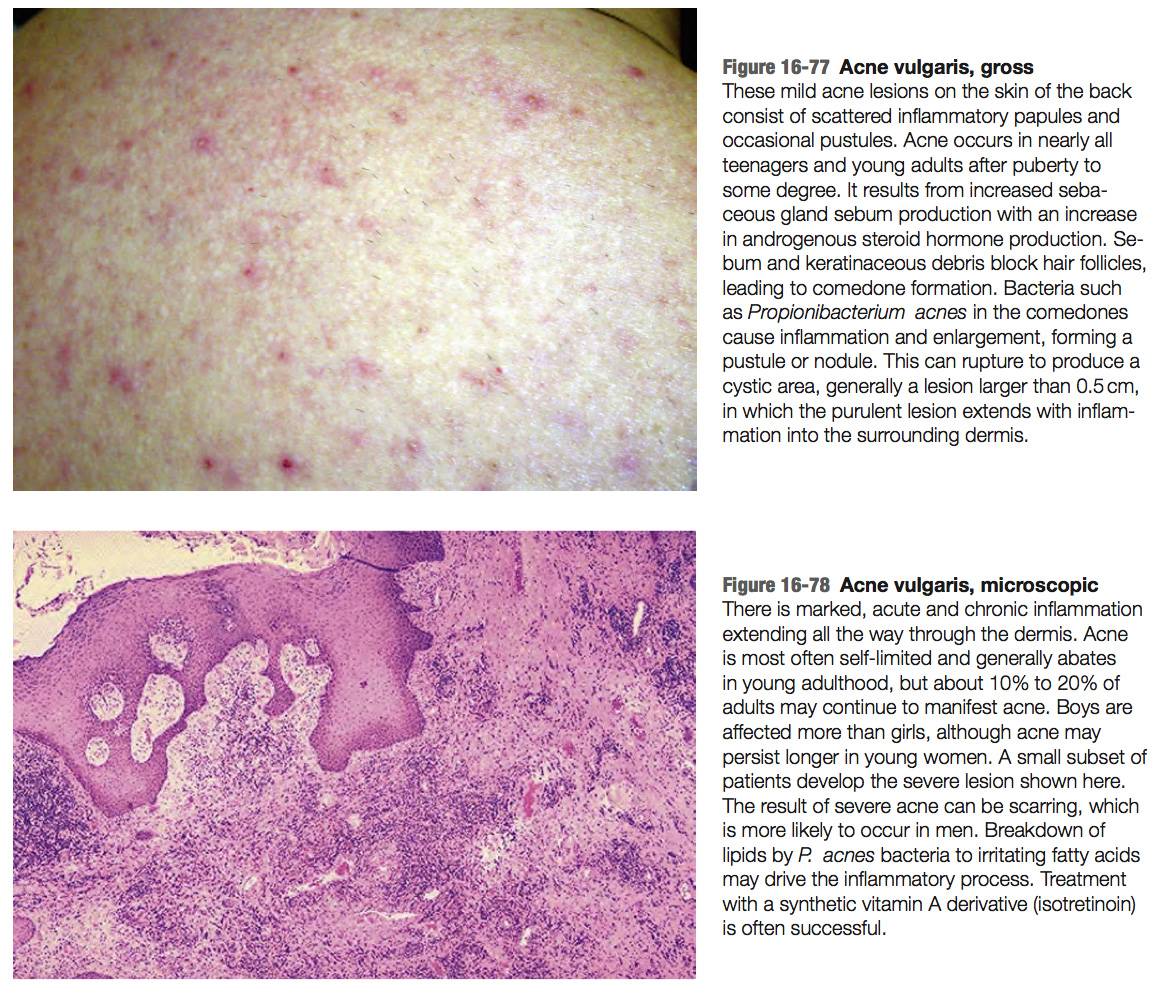 Figure 16-77 Acne vulgaris, gross
These mild acne lesions on the skin of the back
consist of scattered inflammatory papules and
occasional pustules. Acne occurs in nearly all
teenagers and young adults after puberty to
some degree. It results from increased seba-
ceous gland sebum production with an increase
in androgenous steroid hormone production. Se-
bum and keratinaceous debris block hair follicles,
leading to comedone formation. Bacteria such
as Propionibacterium acnes in the comedones
cause inflammation and enlargement, forming a
pustule or nodule. This can rupture to produce a
cystic area, generally a lesion larger than 0.5 cm,
in which the purulent lesion extends with inflam-
mation into the surrounding dermis.
Figure 16-78 Acne vulgaris, microscopic
There is marked, acute and chronic inflammation
extending all the way through the dermis. Acne
is most often self-limited and generally abates
in young adulthood, but about 10% to 20% of
adults may continue to manifest acne. Boys are
affected more than girls, although acne may
persist longer in young women. A small subset of
patients develop the severe lesion shown here.
The result of severe acne can be scarring, which
is more likely to occur in men. Breakdown of
lipids by P. acnes bacteria to irritating fatty acids
may drive the inflammatory process. Treatment
with a synthetic vitamin A derivative (isotretinoin)
is often successful.